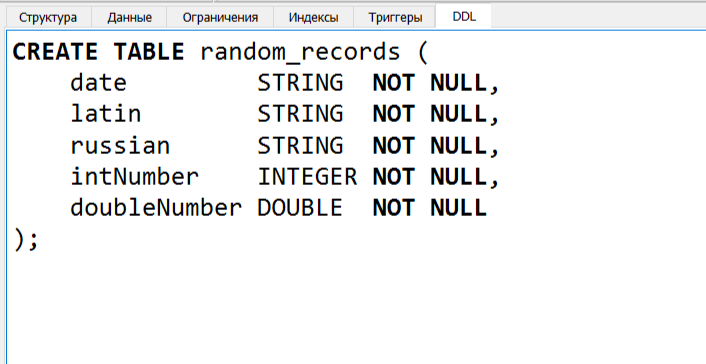 Структура Данные Ограничения Индексы Триггеры DDL
CREATE TABLE random_records (
    date         STRING  NOT NULL,
    latin        STRING  NOT NULL,
    russian      STRING  NOT NULL,
    intNumber    INTEGER NOT NULL,
    doubleNumber DOUBLE  NOT NULL
);